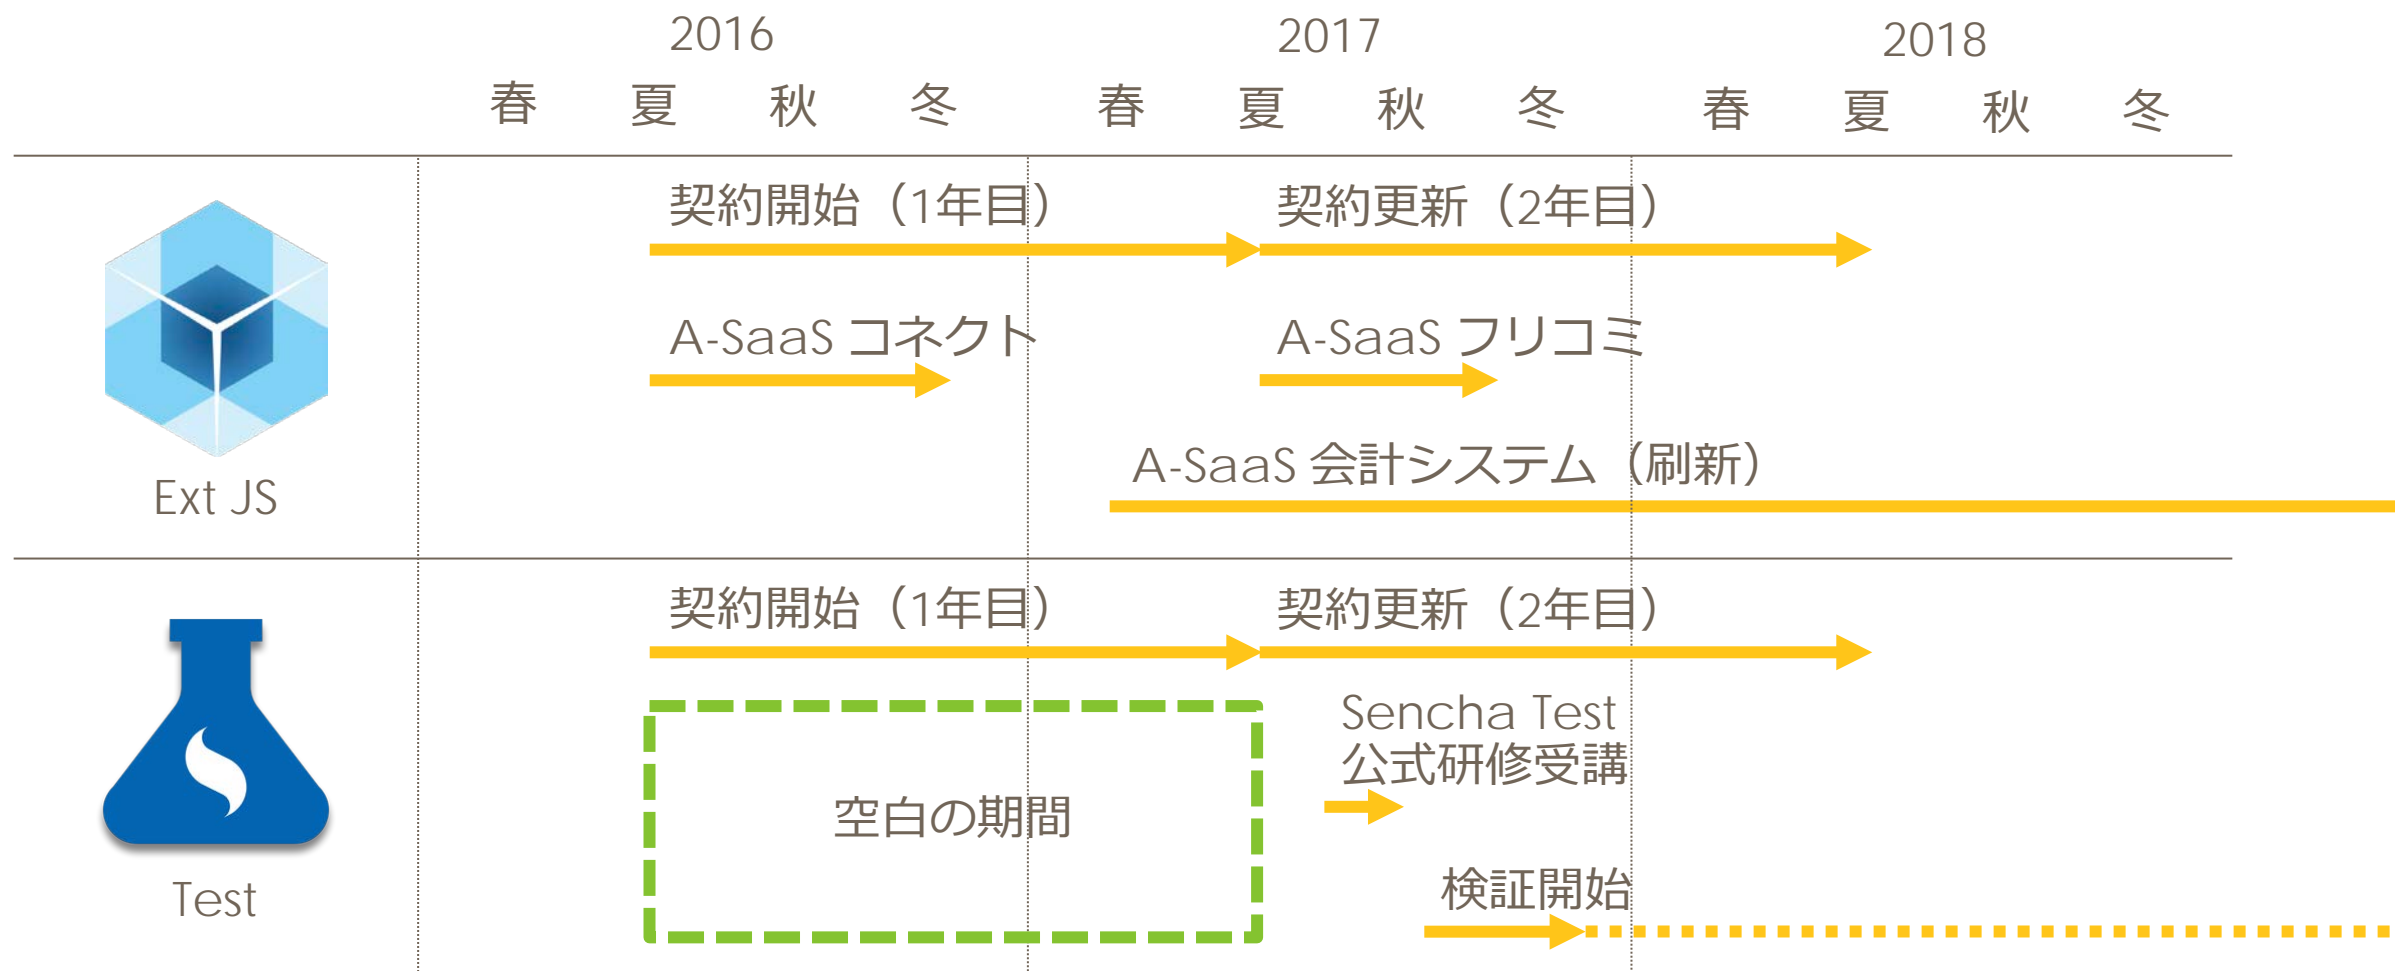 2016 2017 2018
春 夏 秋 冬 春 夏 秋 冬 春 夏 秋 冬
契約開始（1年目） 契約更新（2年目）
A-SaaS コネクト A-SaaS フリコミ
A-SaaS 会計システム（刷新）
Ext JS
契約開始（1年目） 契約更新（2年目）
Sencha Test
公式研修受講
空白の期間
検証開始
Test